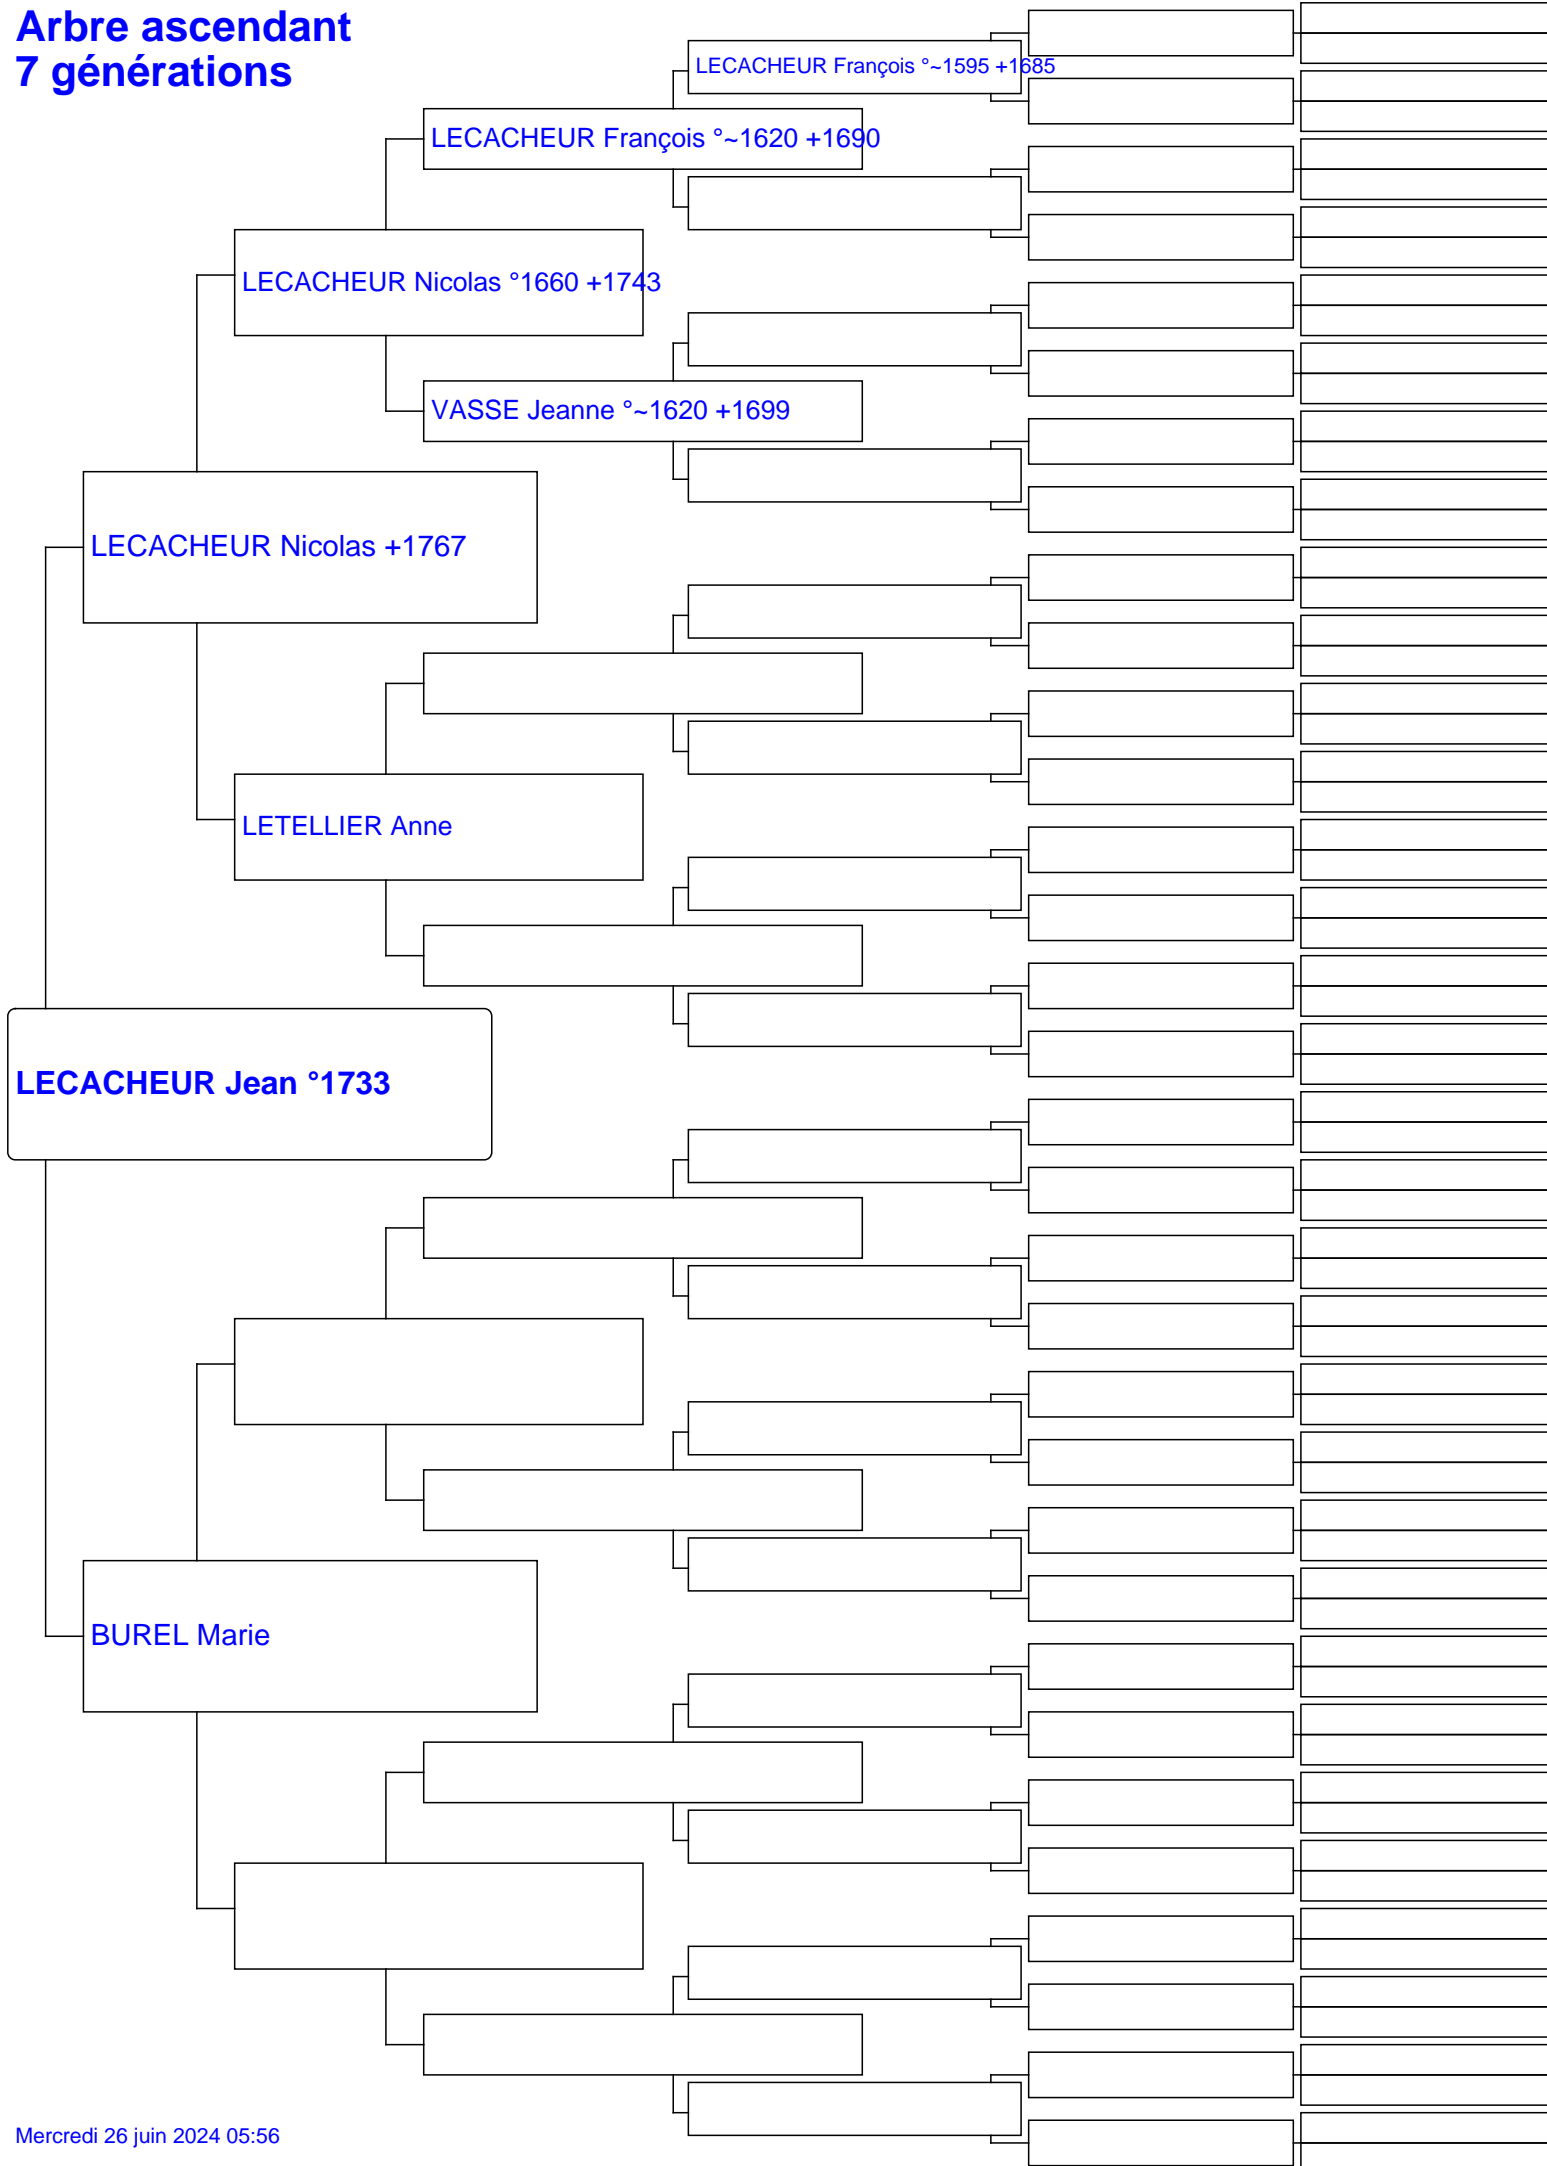 Arbre ascendant
7 générations
LECACHEUR François °~1595 +1685
LECACHEUR François °~1620 +1690
LECACHEUR Nicolas °1660 +1743
VASSE Jeanne °~1620 +1699
LECACHEUR Nicolas +1767
LETELLIER Anne
LECACHEUR Jean °1733
BUREL Marie
Mercredi 26 juin 2024 05:56